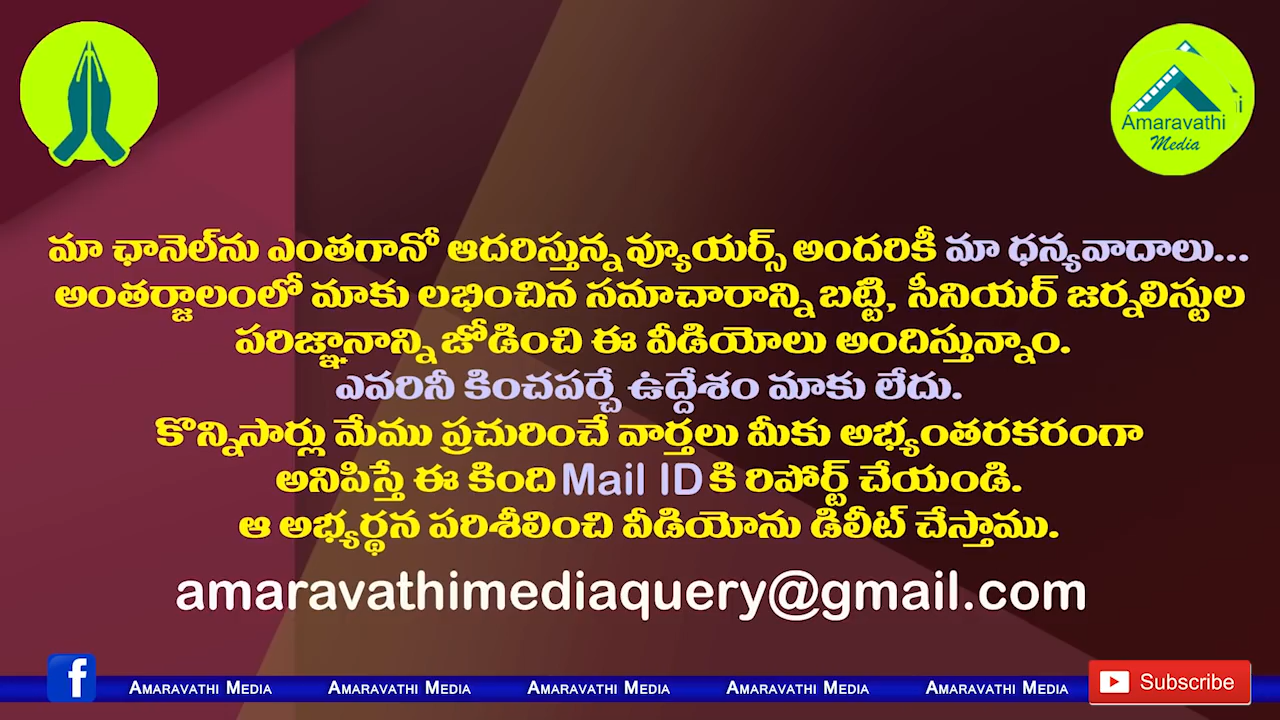 Amaravathi
Media
మా ఛానెల్‌ను ఎంతగానో ఆదరిస్తున్న వ్యూయర్స్ అందరికీ మా ధన్యవాదాలు...
అంతర్జాలంలో మాకు లభించిన సమాచారాన్ని బట్టి, సీనియర్ జర్నలిస్టుల
పరిజ్ఞానాన్ని జోడించి ఈ వీడియోలు అందిస్తున్నాం.
ఎవరినీ కించపర్చే ఉద్దేశం మాకు లేదు.
కొన్నిసార్లు మేము ప్రచురించే వార్తలు మీకు అభ్యంతరకరంగా
అనిపిస్తే ఈ కింది Mail ID కి రిపోర్ట్ చేయండి.
ఆ అభ్యర్థన పరిశీలించి వీడియోను డిలీట్ చేస్తాము.
amaravathimediaquery@gmail.com
f Amaravathi Media Amaravathi Media Amaravathi Media Amaravathi Media Amaravathi Media Subscribe